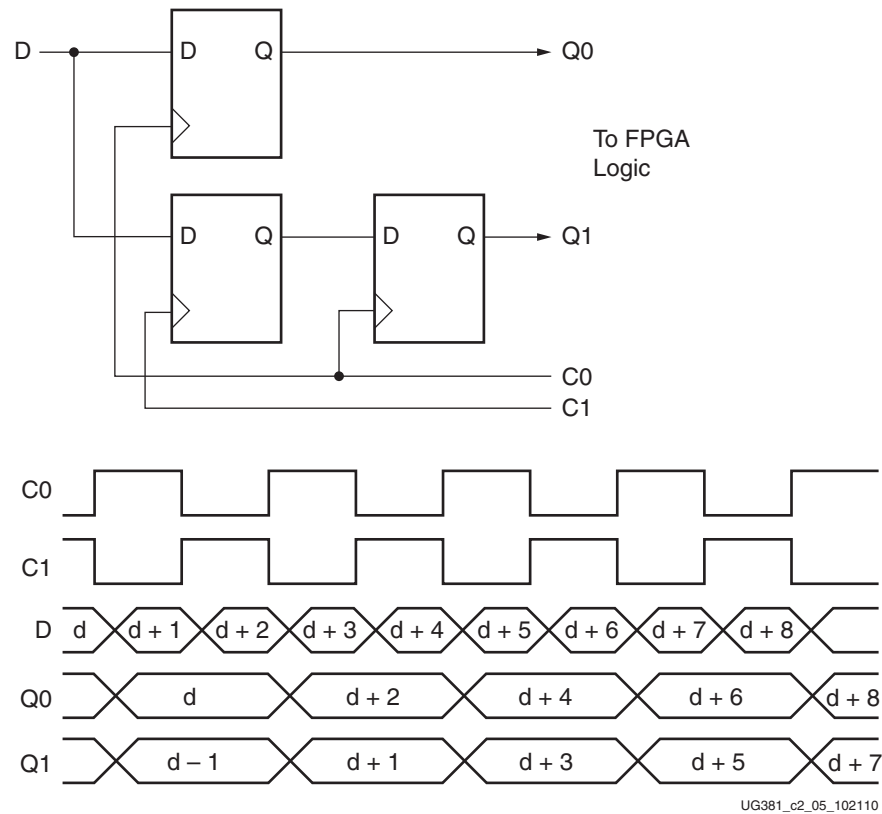 D
D Q
Q0
To FPGA
Logic
D Q
D Q
Q1
C0
C1
C0
C1
D d d + 1 d + 2 d + 3 d + 4 d + 5 d + 6 d + 7 d + 8
Q0 d d + 2 d + 4 d + 6 d + 8
Q1 d – 1 d + 1 d + 3 d + 5 d + 7
UG381_c2_05_102110